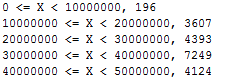 0 <= X < 10000000, 196
10000000 <= X < 20000000, 3607
20000000 <= X < 30000000, 4393
30000000 <= X < 40000000, 7249
40000000 <= X < 50000000, 4124